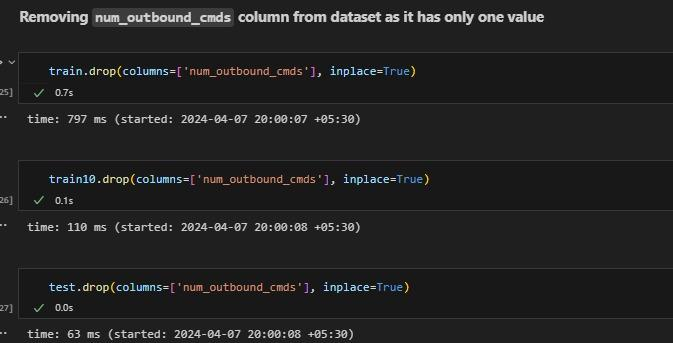 Removing num_outbound_cmds column from dataset as it has only one value
train.drop(columns=['num_outbound_cmds'], inplace=True)
25]
0.7s
time: 797 ms (started: 2024-04-07 20:00:07 +05:30)
train10.drop(columns=['num_outbound_cmds'], inplace=True)
26]
0.1s
time: 110 ms (started: 2024-04-07 20:00:08 +05:30)
test.drop(columns=['num_outbound_cmds'], inplace=True)
27]
0.0s
time: 63 ms (started: 2024-04-07 20:00:08 +05:30)